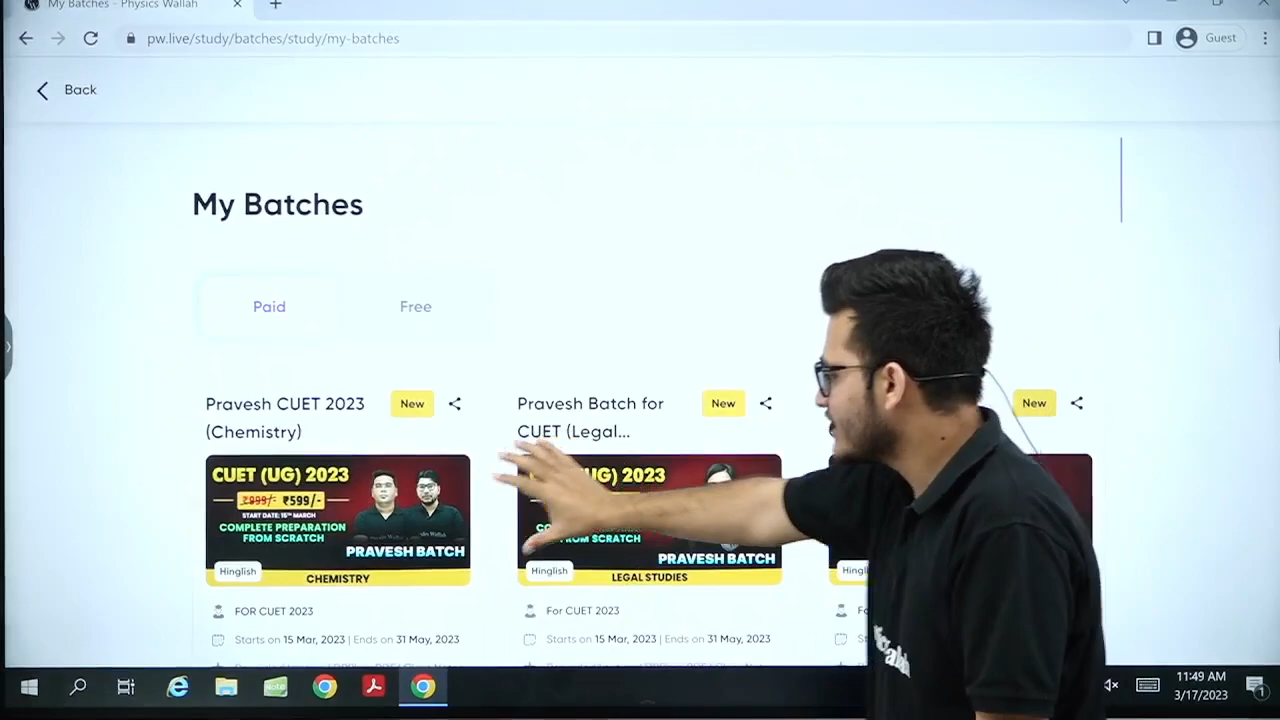 My Batches - Physics Wallah
pw.live/study/batches/study/my-batches
Guest
Back
My Batches
Paid
Free
Pravesh CUET 2023
(Chemistry)
New
CUET (UG) 2023
₹999/- ₹599/-
START DATE: 15TH MARCH
COMPLETE PREPARATION
FROM SCRATCH
PRAVESH BATCH
Hinglish
CHEMISTRY
FOR CUET 2023
Starts on 15 Mar, 2023 | Ends on 31 May, 2023
Pravesh Batch for
CUET (Legal...
New
UG) 2023
FROM SCRATCH
PRAVESH BATCH
Hinglish
LEGAL STUDIES
For CUET 2023
Starts on 15 Mar, 2023 | Ends on 31 May, 2023
New
11:49 AM
3/17/2023